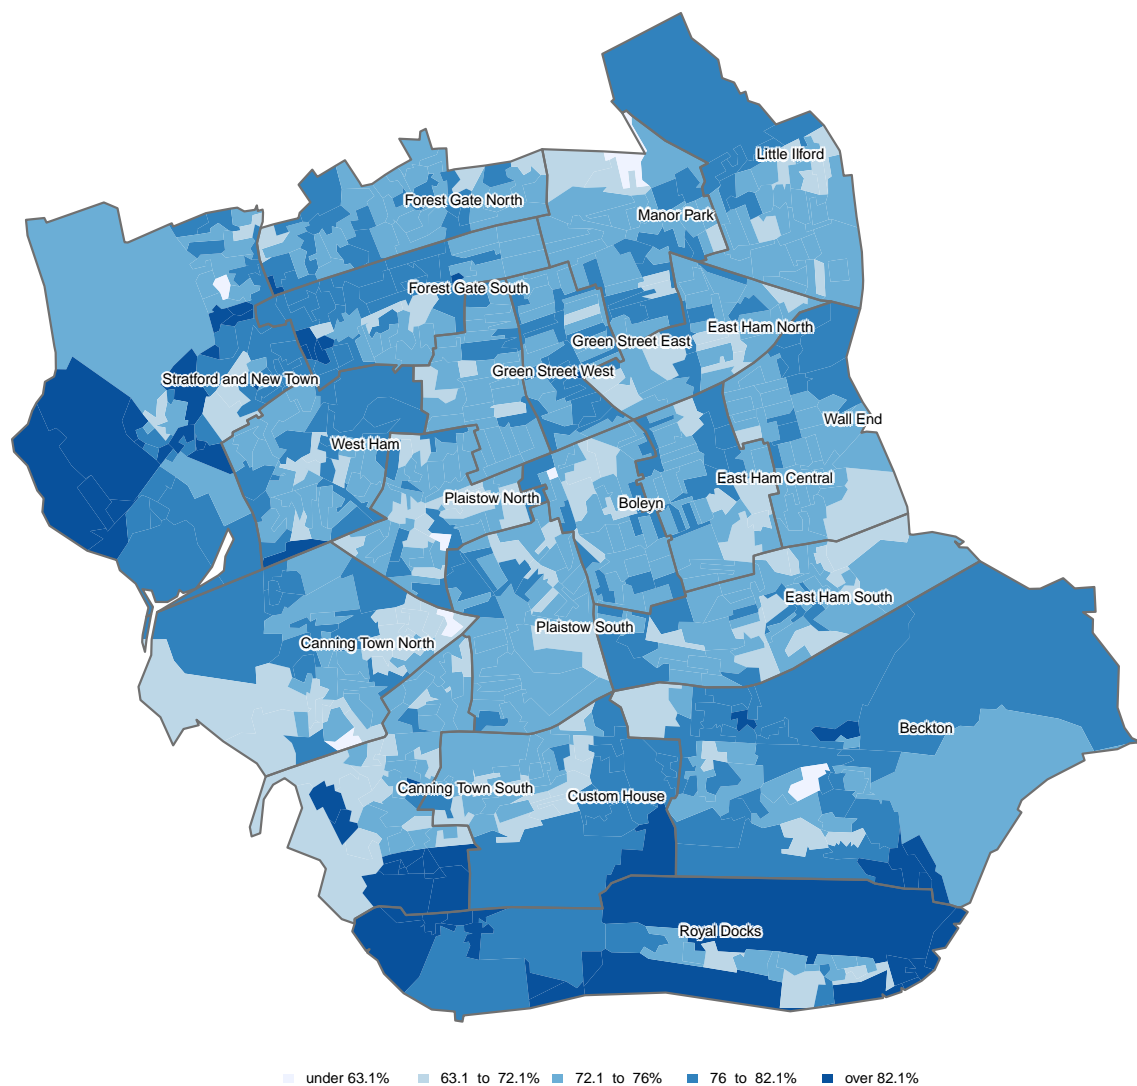 Little Ilford
Forest Gate North
Manor Park
Forest Gate South
East Ham North
Green Street East
Green Street West
Stratford and New Town
Wall End
West Ham
East Ham Central
Plaistow North
Boleyn
East Ham South
Plaistow South
Canning Town North
Beckton
Canning Town South
Custom House
Royal Docks
under 63.1% 63.1 to 72.1% 72.1 to 76% 76 to 82.1% over 82.1%